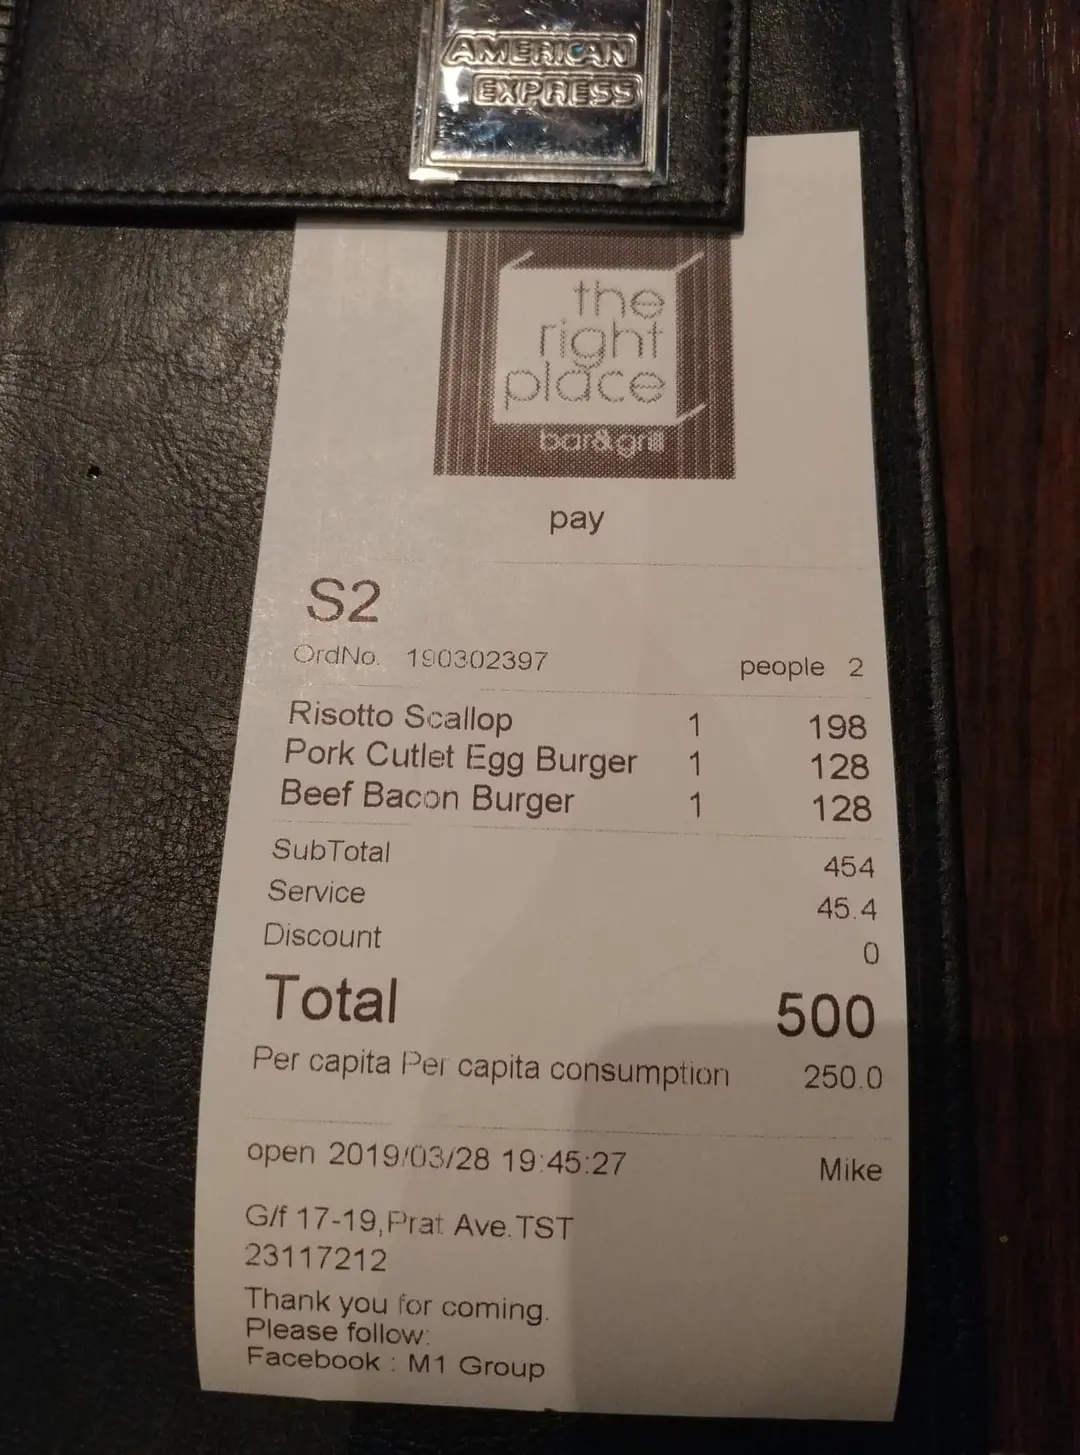 AMERICAN
EXPRESS
the
right
place
bar&grill
pay
S2
OrdNo. 190302397 people 2
Risotto Scallop 1 198
Pork Cutlet Egg Burger 1 128
Beef Bacon Burger 1 128
SubTotal 454
Service 45.4
Discount 0
Total 500
Per capita Per capita consumption 250.0
open 2019/03/28 19:45:27 Mike
G/f 17-19,Prat Ave.TST
23117212
Thank you for coming.
Please follow:
Facebook : M1 Group